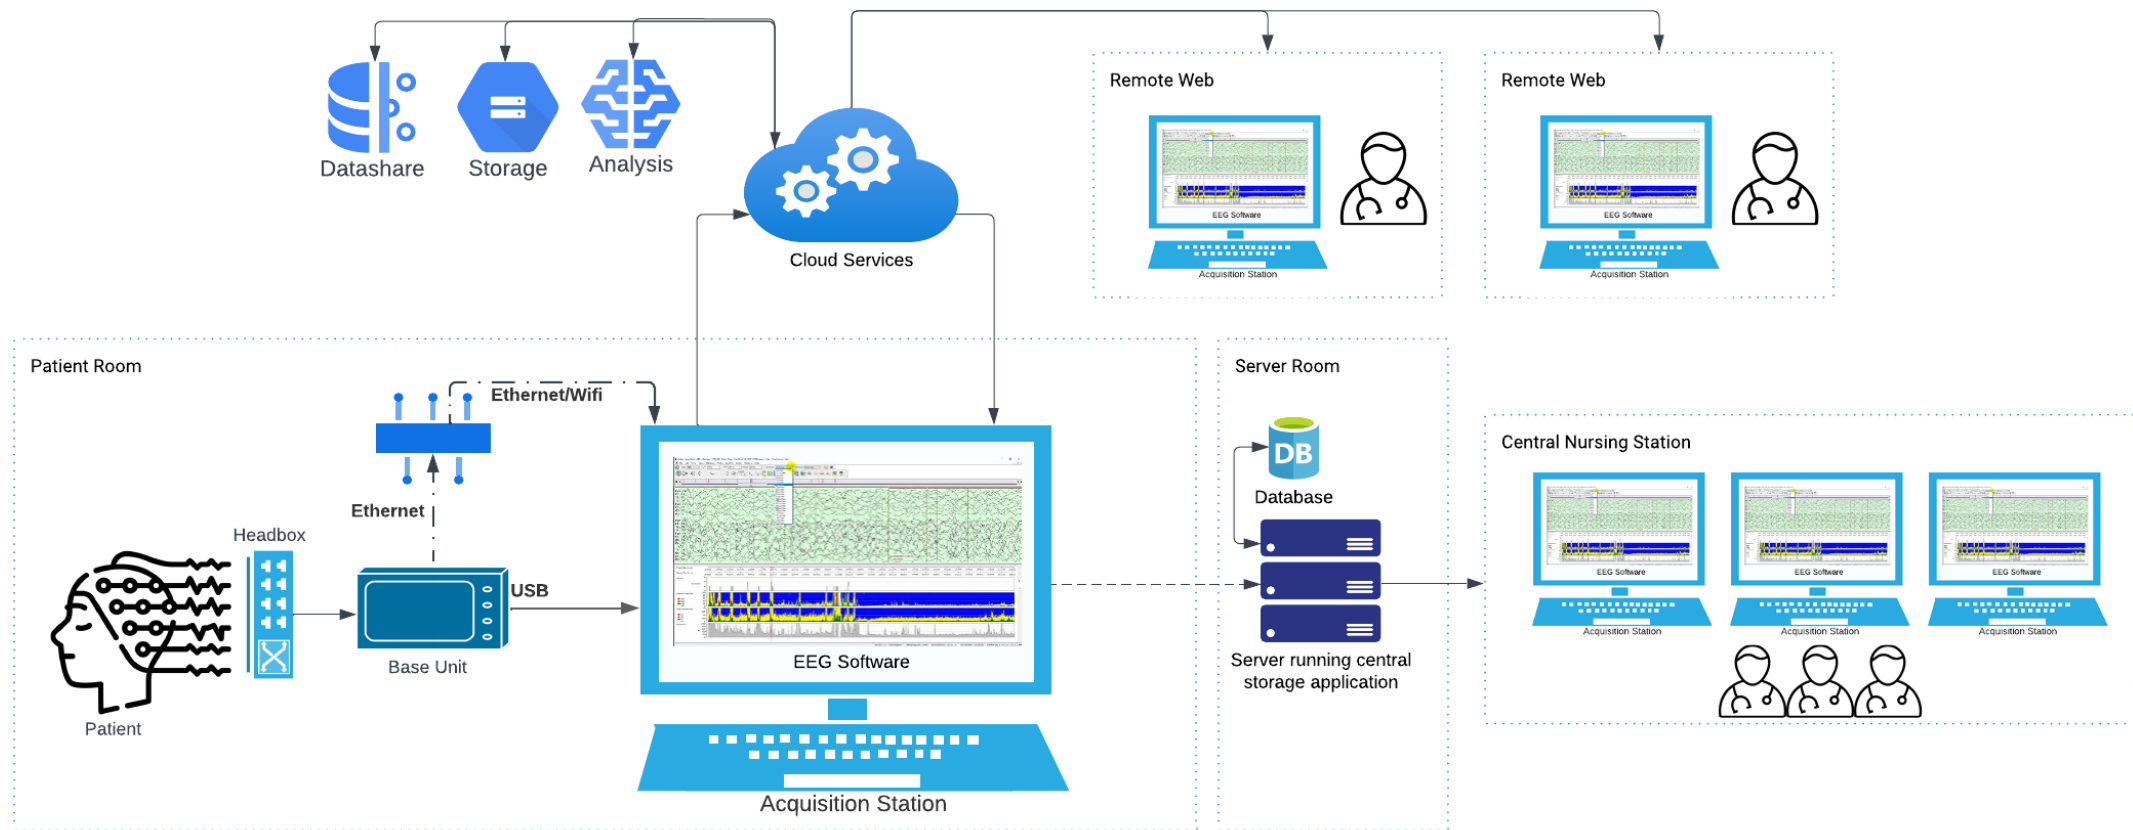 Datashare
Storage
Analysis
Cloud Services
Remote Web
EEG Software
Acquisition Station
Remote Web
EEG Software
Acquisition Station
Patient Room
Ethernet/Wifi
Ethernet
Headbox
USB
Base Unit
Patient
EEG Software
Acquisition Station
Server Room
DB
Database
Server running central
storage application
Central Nursing Station
EEG Software
Acquisition Station
EEG Software
Acquisition Station
EEG Software
Acquisition Station